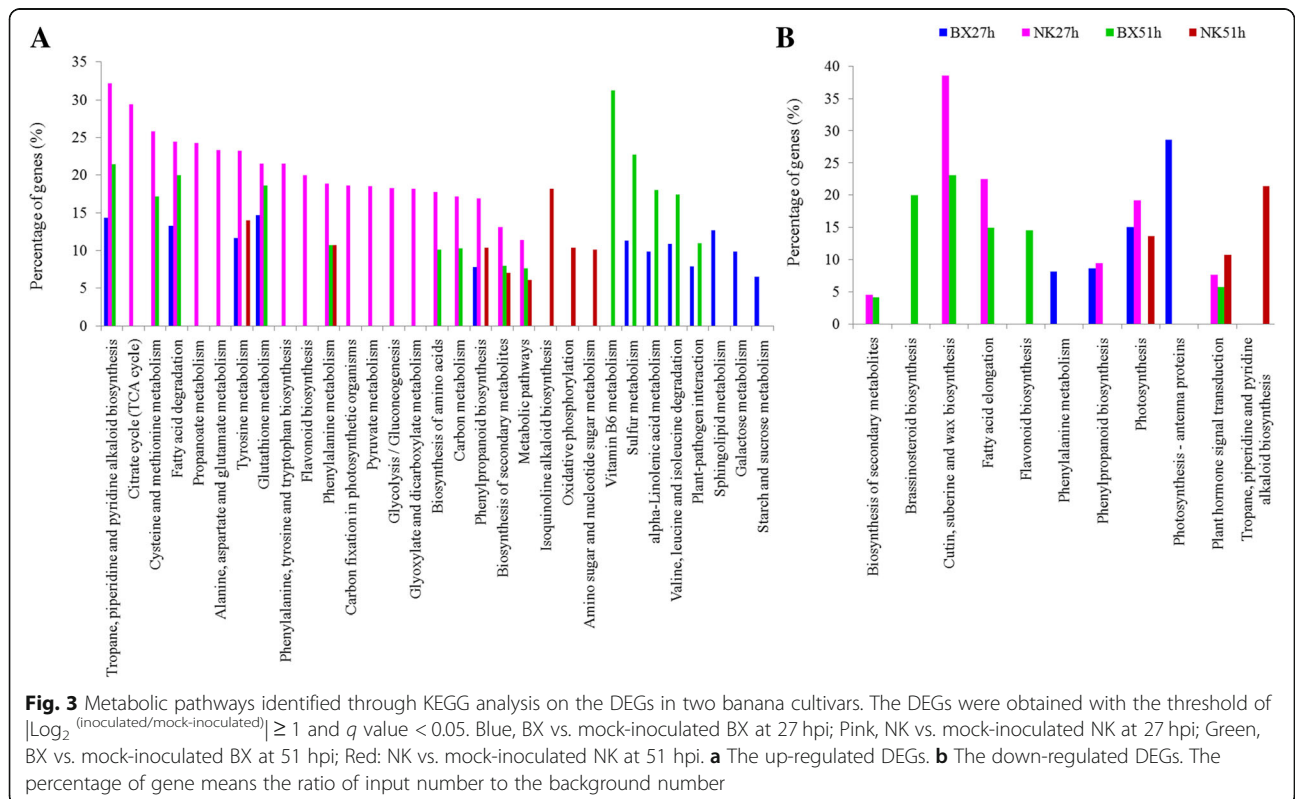 A
B
BX27h NK27h BX51h NK51h
Percentage of genes (%)
35
30
25
20
15
10
5
0
Tropane, piperidine and pyridine alkaloid biosynthesis
Citrate cycle (TCA cycle)
Cysteine and methionine metabolism
Fatty acid degradation
Propanoate metabolism
Alanine, aspartate and glutamate metabolism
Tyrosine metabolism
Glutathione metabolism
Phenylalanine, tyrosine and tryptophan biosynthesis
Flavonoid biosynthesis
Phenylalanine metabolism
Carbon fixation in photosynthetic organisms
Pyruvate metabolism
Glycolysis / Gluconeogenesis
Glyoxylate and dicarboxylate metabolism
Biosynthesis of amino acids
Carbon metabolism
Phenylpropanoid biosynthesis
Biosynthesis of secondary metabolites
Metabolic pathways
Isoquinoline alkaloid biosynthesis
Oxidative phosphorylation
Amino sugar and nucleotide sugar metabolism
Vitamin B6 metabolism
Sulfur metabolism
alpha-Linolenic acid metabolism
Valine, leucine and isoleucine degradation
Plant-pathogen interaction
Sphingolipid metabolism
Galactose metabolism
Starch and sucrose metabolism
Percentage of genes (%)
40
35
30
25
20
15
10
5
0
Biosynthesis of secondary metabolites
Brassinosteroid biosynthesis
Cutin, suberine and wax biosynthesis
Fatty acid elongation
Flavonoid biosynthesis
Phenylalanine metabolism
Phenylpropanoid biosynthesis
Photosynthesis
Photosynthesis - antenna proteins
Plant hormone signal transduction
Tropane, piperidine and pyridine
alkaloid biosynthesis
Fig. 3 Metabolic pathways identified through KEGG analysis on the DEGs in two banana cultivars. The DEGs were obtained with the threshold of
|Log₂ (inoculated/mock-inoculated)| ≥ 1 and q value < 0.05. Blue, BX vs. mock-inoculated BX at 27 hpi; Pink, NK vs. mock-inoculated NK at 27 hpi; Green,
BX vs. mock-inoculated BX at 51 hpi; Red: NK vs. mock-inoculated NK at 51 hpi. a The up-regulated DEGs. b The down-regulated DEGs. The
percentage of gene means the ratio of input number to the background number